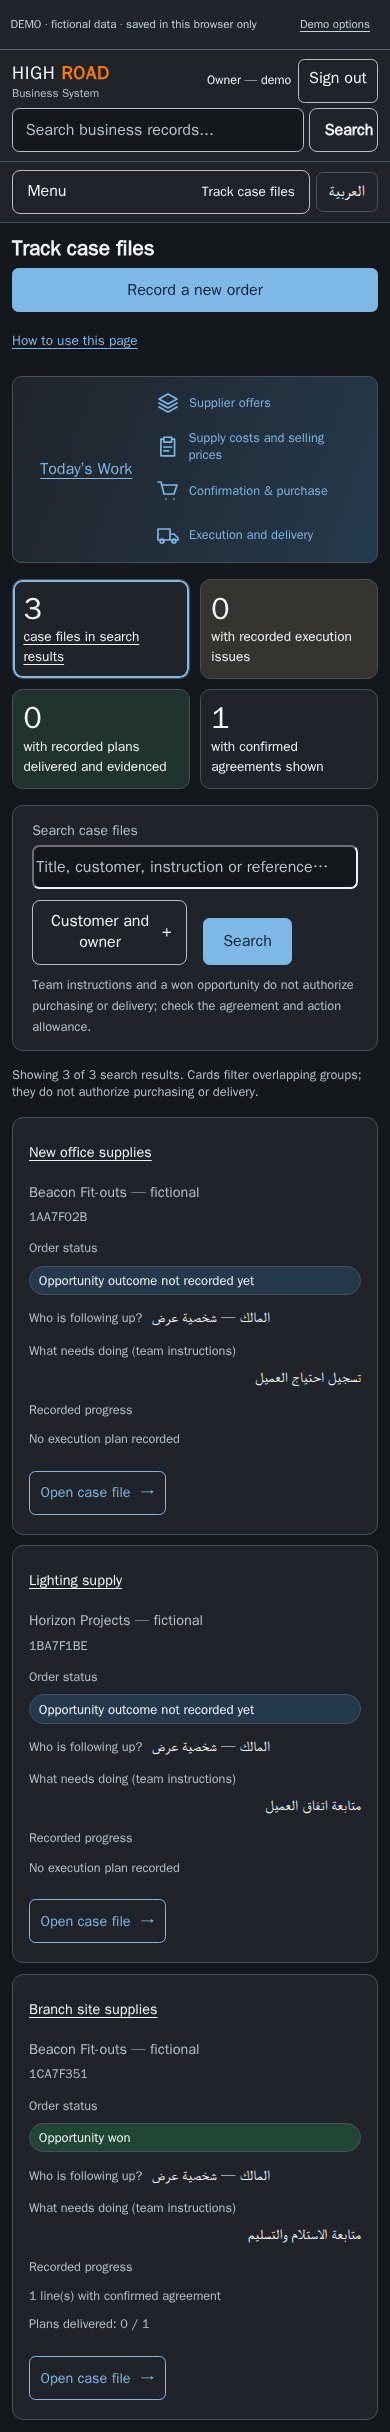 DEMO · fictional data · saved in this browser only
Demo options
HIGH ROAD
Business System
Owner — demo
Sign out
Search business records...
Search
Menu
Track case files
العربية
Track case files
Record a new order
How to use this page
Today's Work
Supplier offers
Supply costs and selling
prices
Confirmation & purchase
Execution and delivery
3
case files in search
results
0
with recorded execution
issues
0
with recorded plans
delivered and evidenced
1
with confirmed
agreements shown
Search case files
Title, customer, instruction or reference…
Customer and
owner
+
Search
Team instructions and a won opportunity do not authorize
purchasing or delivery; check the agreement and action
allowance.
Showing 3 of 3 search results. Cards filter overlapping groups;
they do not authorize purchasing or delivery.
New office supplies
Beacon Fit-outs — fictional
1AA7F02B
Order status
Opportunity outcome not recorded yet
Who is following up? المالك — شخصية عرض
What needs doing (team instructions)
تسجيل احتياج العميل
Recorded progress
No execution plan recorded
Open case file →
Lighting supply
Horizon Projects — fictional
1BA7F1BE
Order status
Opportunity outcome not recorded yet
Who is following up? المالك — شخصية عرض
What needs doing (team instructions)
متابعة اتفاق العميل
Recorded progress
No execution plan recorded
Open case file →
Branch site supplies
Beacon Fit-outs — fictional
1CA7F351
Order status
Opportunity won
Who is following up? المالك — شخصية عرض
What needs doing (team instructions)
متابعة الاستلام والتسليم
Recorded progress
1 line(s) with confirmed agreement
Plans delivered: 0 / 1
Open case file →